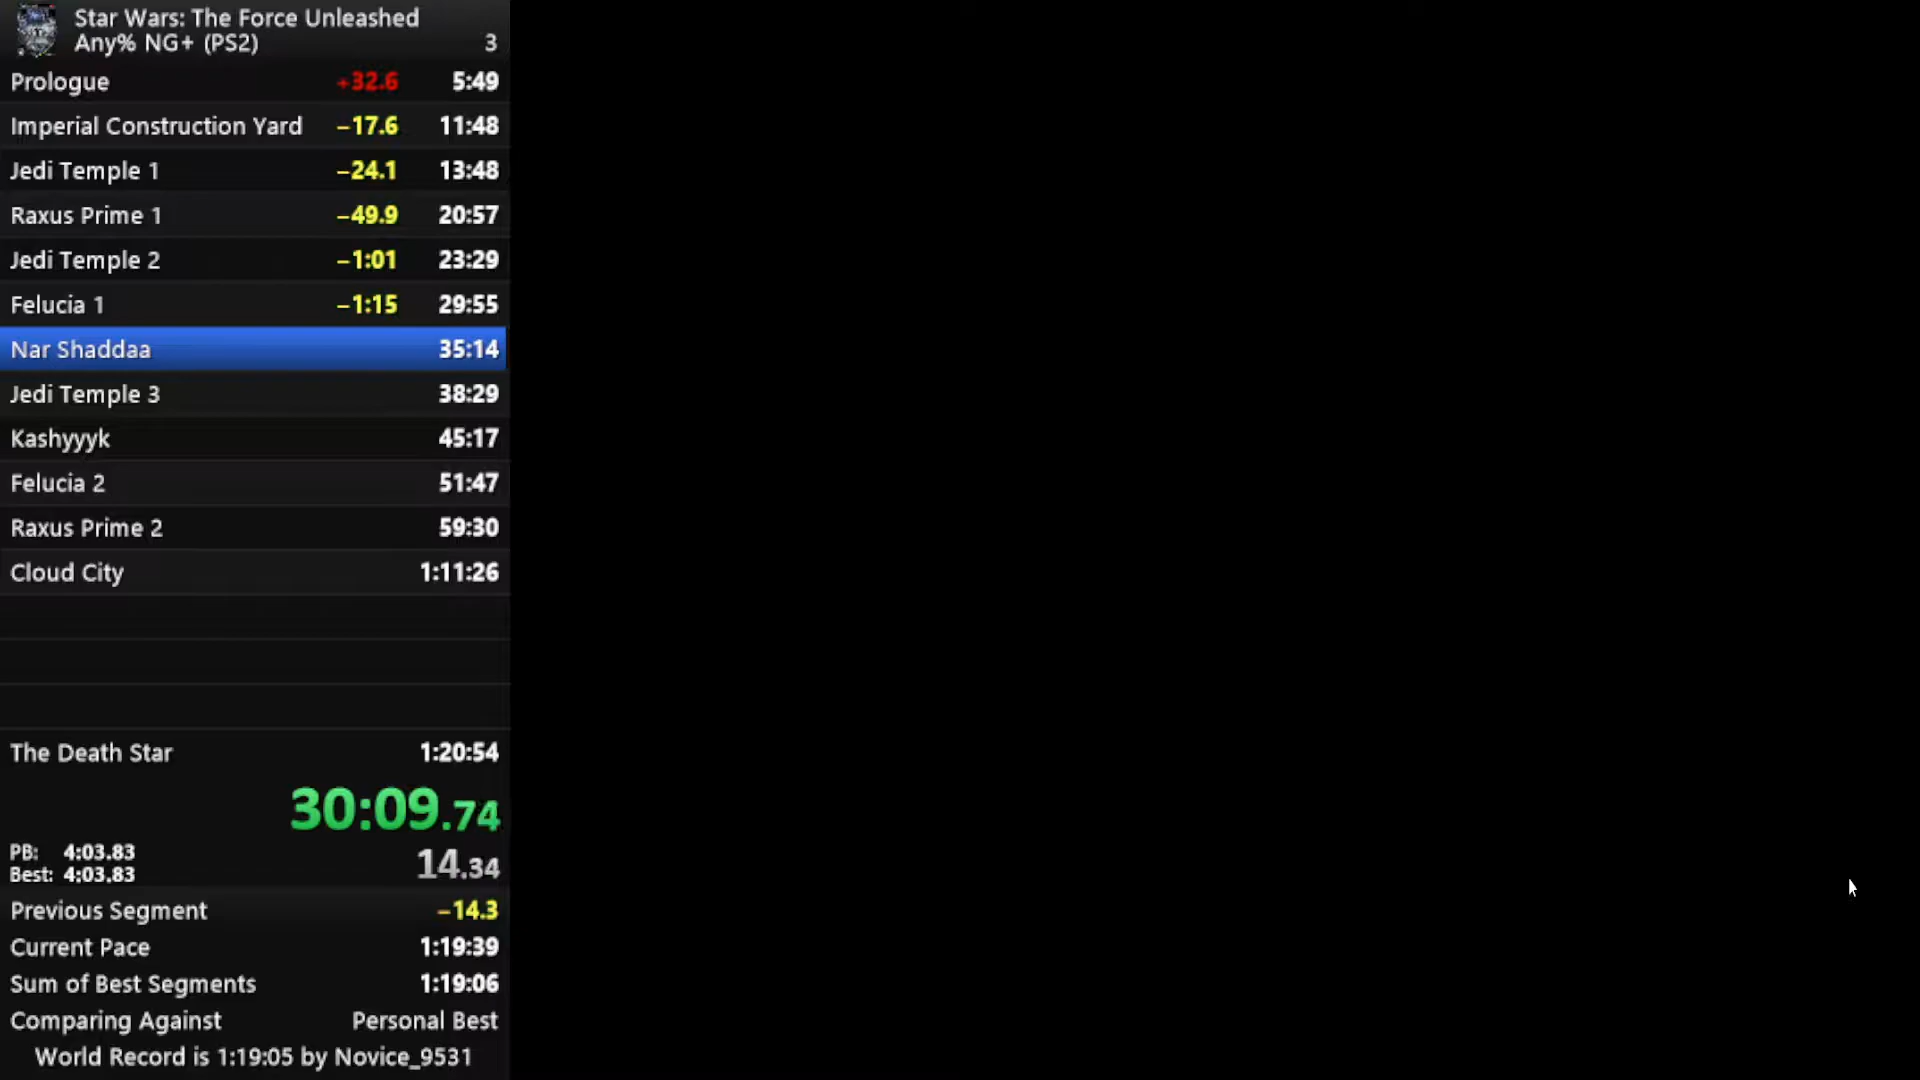 Star Wars: The Force Unleashed
Any% NG+ (PS2) 3
Prologue +32.6 5:49
Imperial Construction Yard −17.6 11:48
Jedi Temple 1 −24.1 13:48
Raxus Prime 1 −49.9 20:57
Jedi Temple 2 −1:01 23:29
Felucia 1 −1:15 29:55
Nar Shaddaa 35:14
Jedi Temple 3 38:29
Kashyyyk 45:17
Felucia 2 51:47
Raxus Prime 2 59:30
Cloud City 1:11:26
The Death Star 1:20:54
30:09.74
PB: 4:03.83
Best: 4:03.83
14.34
Previous Segment −14.3
Current Pace 1:19:39
Sum of Best Segments 1:19:06
Comparing Against Personal Best
World Record is 1:19:05 by Novice_9531